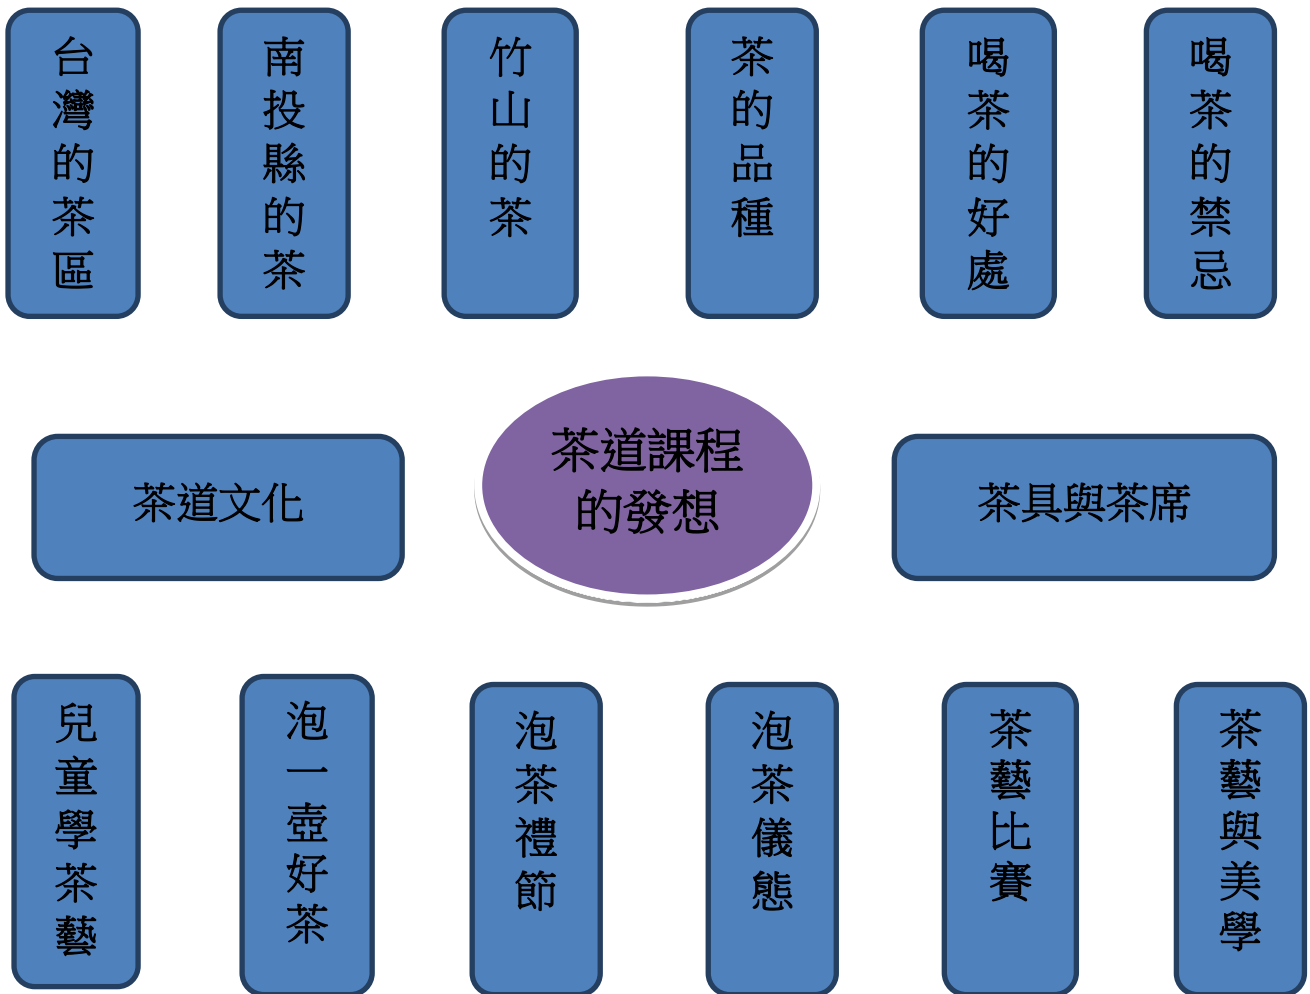 台灣的茶區
南投縣的茶
竹山的茶
茶的品種
喝茶的好處
喝茶的禁忌
茶道文化
茶道課程
的發想
茶具與茶席
兒童學茶藝
泡一壺好茶
泡茶禮節
泡茶儀態
茶藝比賽
茶藝與美學